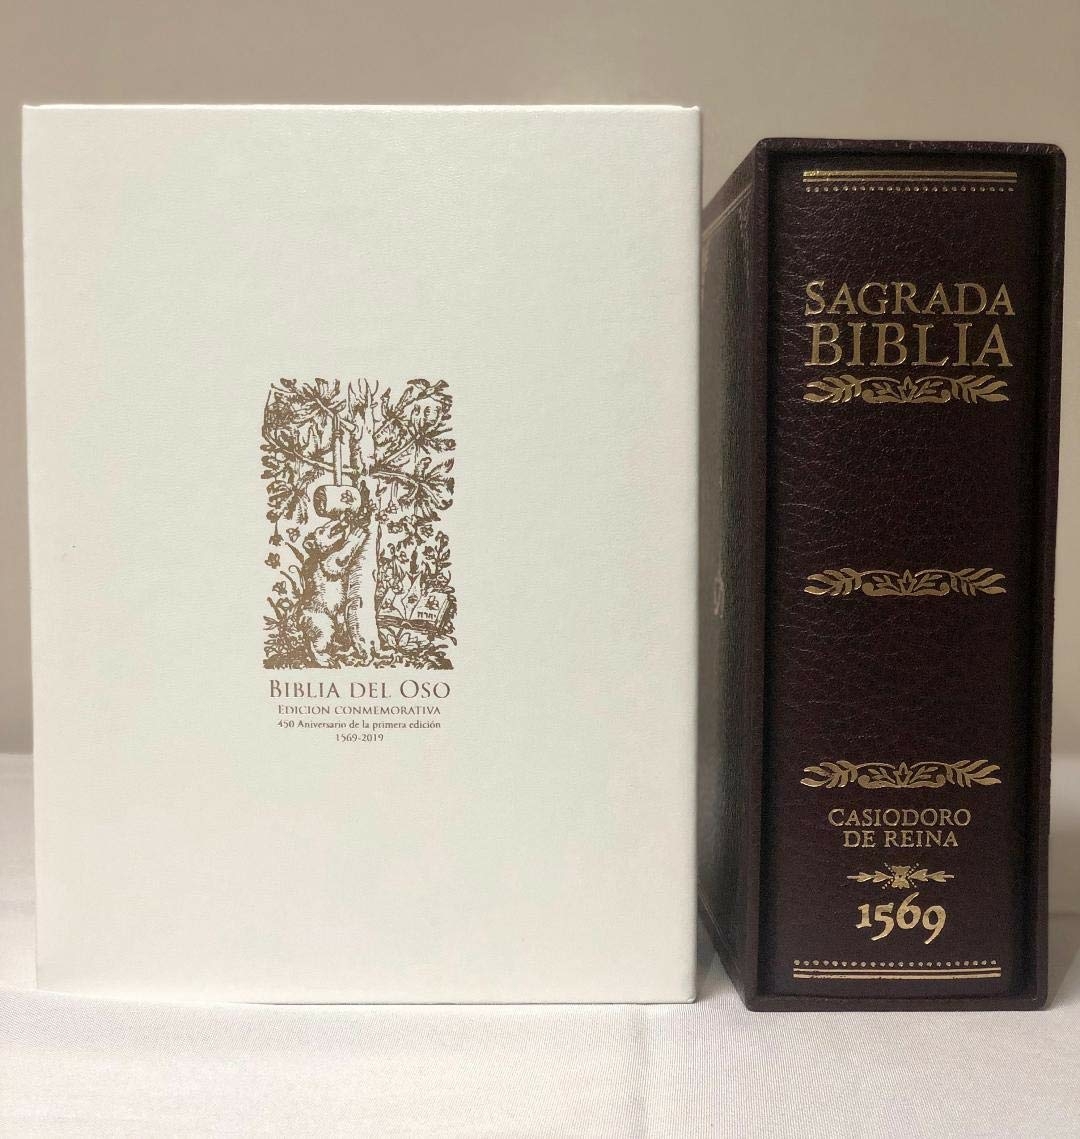 BIBLIA DEL OSO
EDICION CONMEMORATIVA
450 Aniversario de la primera edición
1569-2019
SAGRADA
BIBLIA
CASIODORO
DE REINA
1569